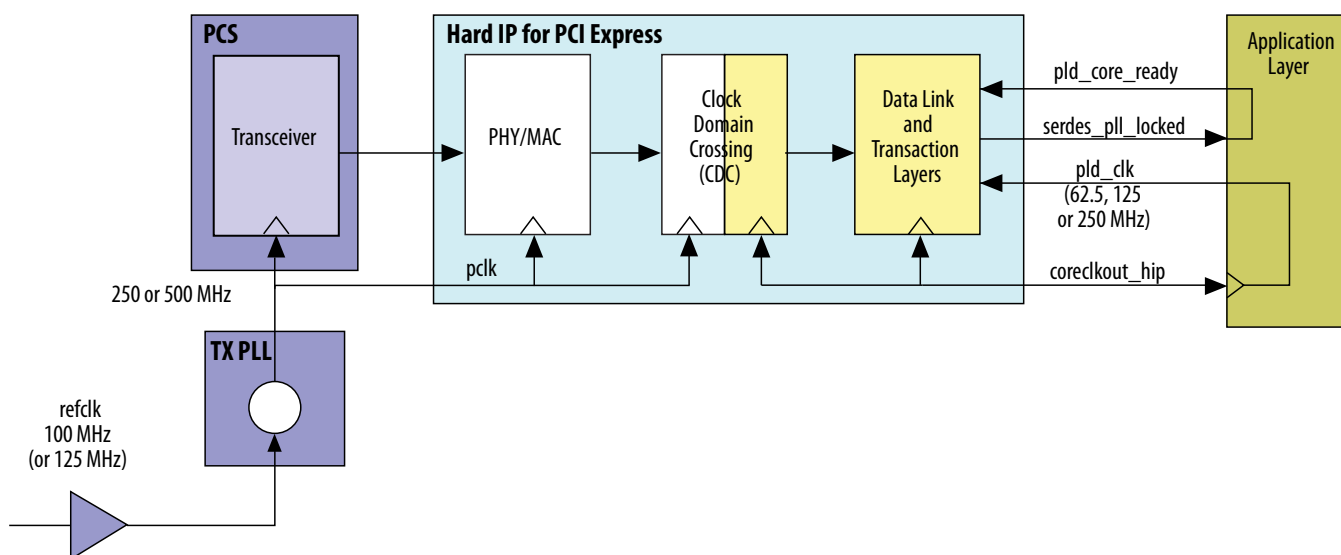 PCS
Transceiver
Hard IP for PCI Express
PHY/MAC
Clock
Domain
Crossing
(CDC)
Data Link
and
Transaction
Layers
Application
Layer
pld_core_ready
serdes_pll_locked
pld_clk
(62.5, 125
or 250 MHz)
coreclkout_hip
pclk
250 or 500 MHz
TX PLL
refclk
100 MHz
(or 125 MHz)